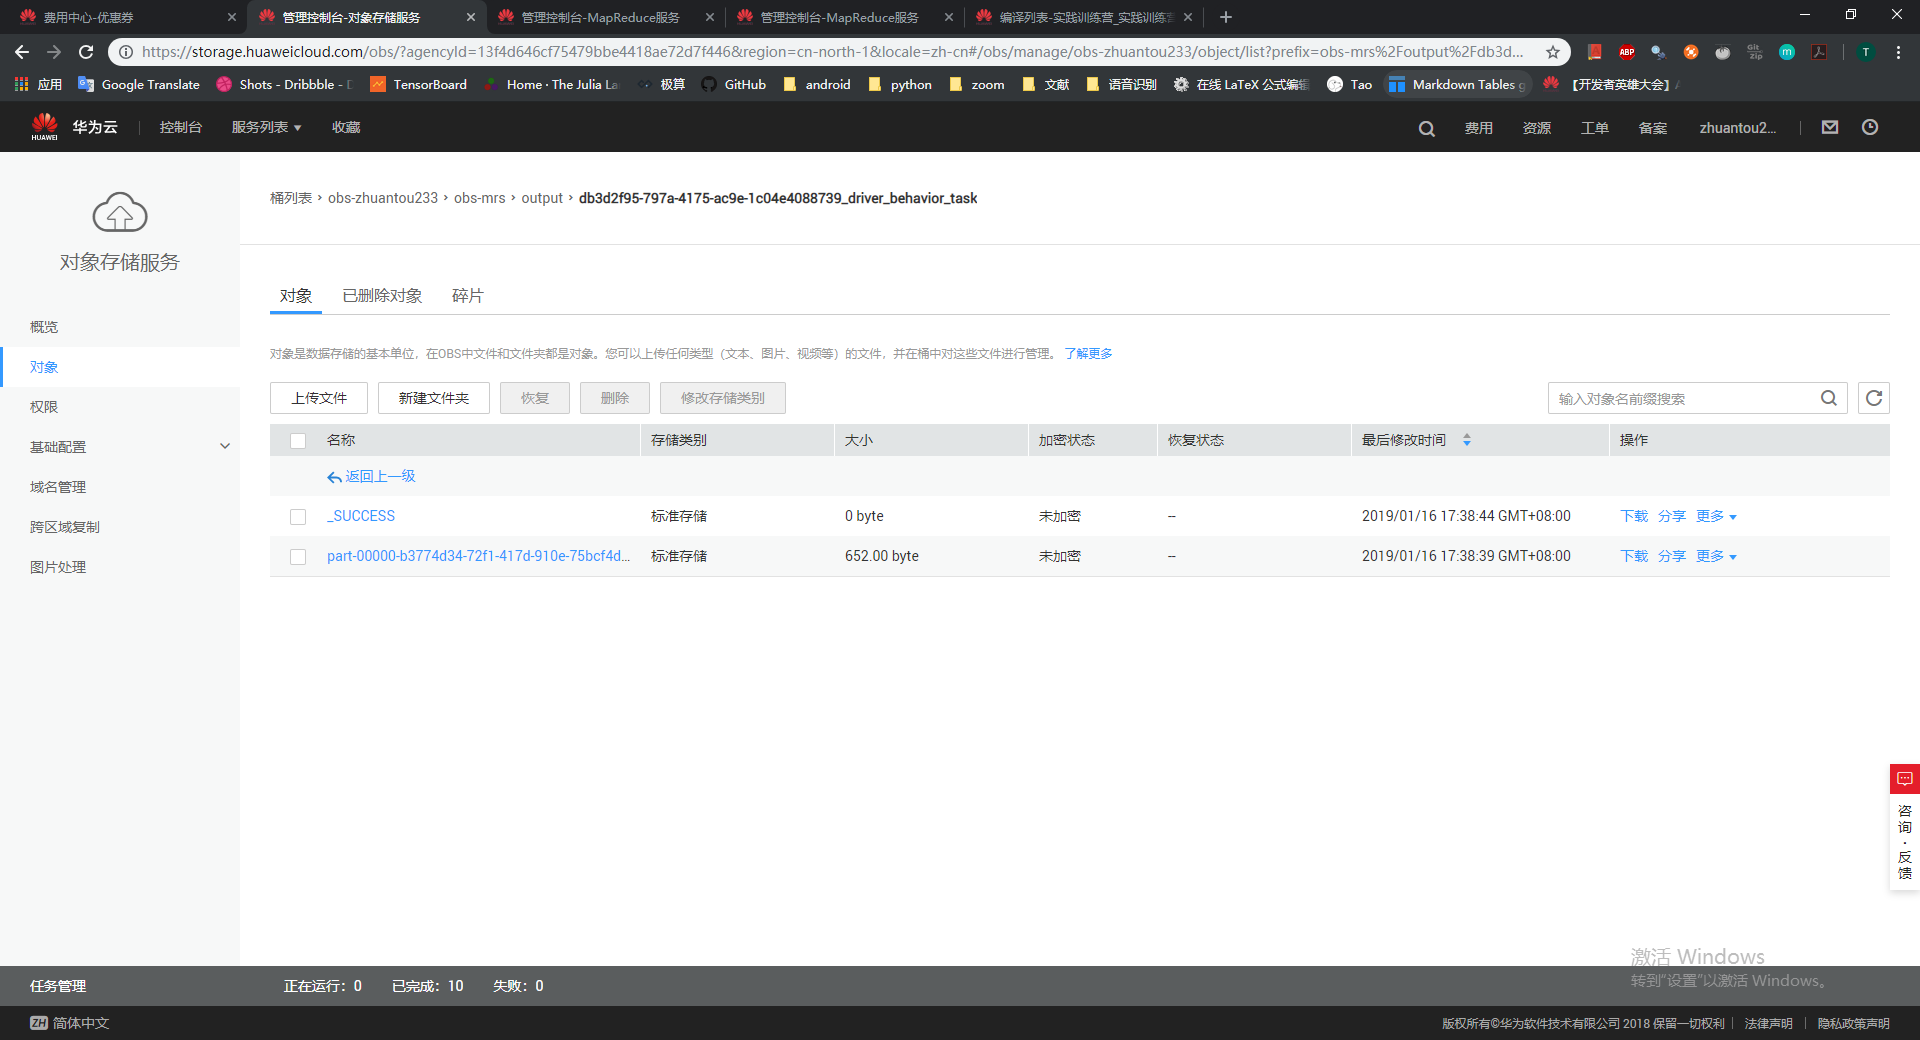 费用中心-优惠券
管理控制台-对象存储服务
管理控制台-MapReduce服务
管理控制台-MapReduce服务
编译列表-实践训练营_实践训练营
https://storage.huaweicloud.com/obs/?agencyId=13f4d646cf75479bbe4418ae72d7f446&region=cn-north-1&locale=zh-cn#/obs/manage/obs-zhuantou233/object/list?prefix=obs-mrs%2Foutput%2Fdb3d...
ABP
Git zip
m
T
应用
Google Translate
Shots - Dribbble - D
TensorBoard
Home · The Julia La
极算
GitHub
android
python
zoom
文献
语音识别
在线 LaTeX 公式编辑
Tao
Markdown Tables g
【开发者英雄大会】
HUAWEI
华为云
控制台
服务列表
收藏
费用
资源
工单
备案
zhuantou2...
对象存储服务
概览
对象
权限
基础配置
域名管理
跨区域复制
图片处理
桶列表 › obs-zhuantou233 › obs-mrs › output › db3d2f95-797a-4175-ac9e-1c04e4088739_driver_behavior_task
对象 已删除对象 碎片
对象是数据存储的基本单位，在OBS中文件和文件夹都是对象。您可以上传任何类型（文本、图片、视频等）的文件，并在桶中对这些文件进行管理。 了解更多
上传文件 新建文件夹 恢复 删除 修改存储类别
输入对象名前缀搜索
名称 存储类别 大小 加密状态 恢复状态 最后修改时间 操作
返回上一级
_SUCCESS 标准存储 0 byte 未加密 -- 2019/01/16 17:38:44 GMT+08:00 下载 分享 更多
part-00000-b3774d34-72f1-417d-910e-75bcf4d... 标准存储 652.00 byte 未加密 -- 2019/01/16 17:38:39 GMT+08:00 下载 分享 更多
咨询·反馈
激活 Windows
转到"设置"以激活 Windows。
任务管理
正在运行：0 已完成：10 失败：0
ZH 简体中文
版权所有©华为软件技术有限公司 2018 保留一切权利 | 法律声明 | 隐私政策声明